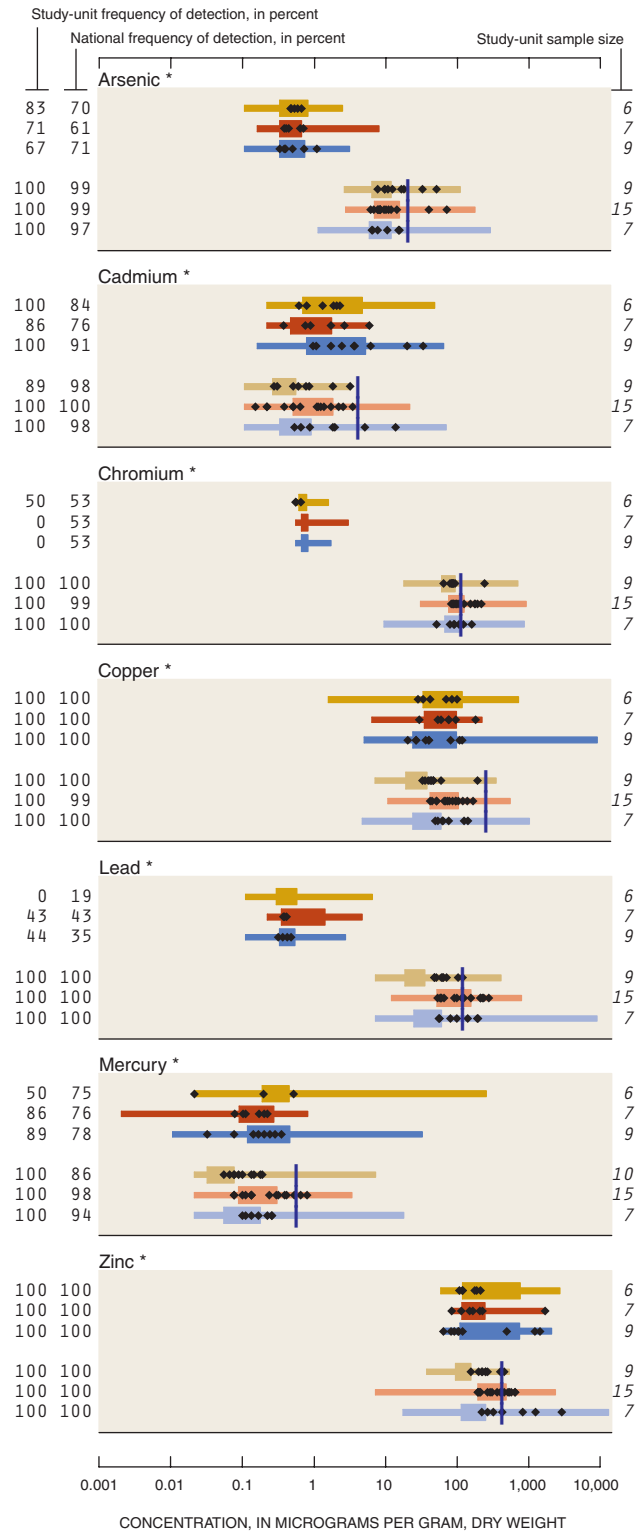 Study-unit frequency of detection, in percent
National frequency of detection, in percent
Study-unit sample size
Arsenic *
83 70 6
71 61 7
67 71 9
100 99 9
100 99 15
100 97 7
Cadmium *
100 84 6
86 76 7
100 91 9
89 98 9
100 100 15
100 98 7
Chromium *
50 53 6
0 53 7
0 53 9
100 100 9
100 99 15
100 100 7
Copper *
100 100 6
100 100 7
100 100 9
100 100 9
100 99 15
100 100 7
Lead *
0 19 6
43 43 7
44 35 9
100 100 9
100 100 15
100 100 7
Mercury *
50 75 6
86 76 7
89 78 9
100 86 10
100 98 15
100 94 7
Zinc *
100 100 6
100 100 7
100 100 9
100 100 9
100 100 15
100 100 7
0.001 0.01 0.1 1 10 100 1,000 10,000
CONCENTRATION, IN MICROGRAMS PER GRAM, DRY WEIGHT